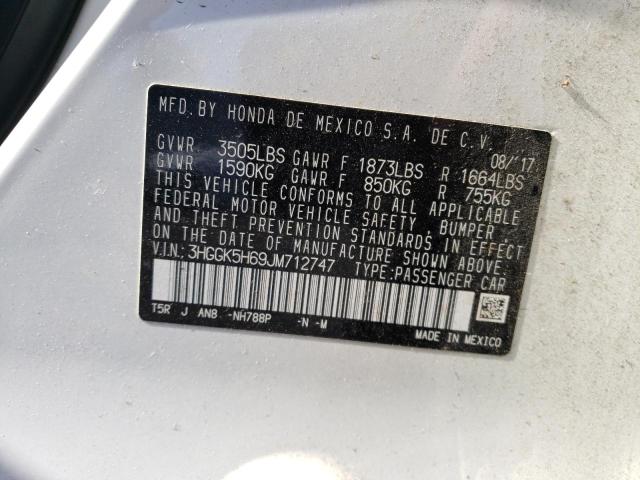 MFD. BY HONDA DE MEXICO S.A. DE C.V.
08/'17
GVWR 3505LBS GAWR F 1873LBS R 1664LBS
GVWR 1590KG GAWR F 850KG R 755KG
THIS VEHICLE CONFORMS TO ALL APPLICABLE
FEDERAL MOTOR VEHICLE SAFETY, BUMPER,
AND THEFT PREVENTION STANDARDS IN EFFECT
ON THE DATE OF MANUFACTURE SHOWN ABOVE.
V.I.N.: 3HGGK5H69JM712747 TYPE:PASSENGER CAR
T5R J AN8 -NH788P -N -M
MADE IN MEXICO